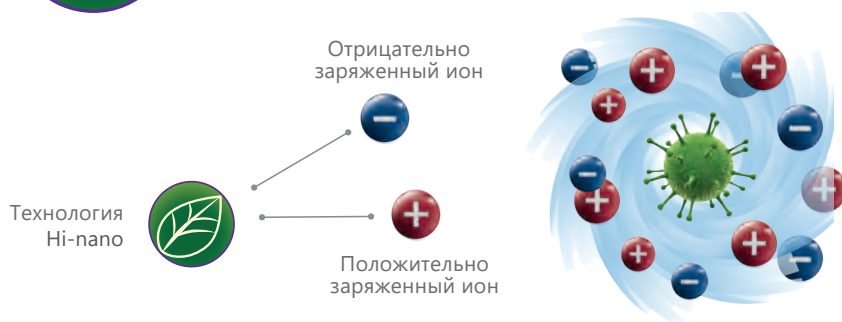 Отрицательно
заряженный ион
Технология
Hi-nano
Положительно
заряженный ион